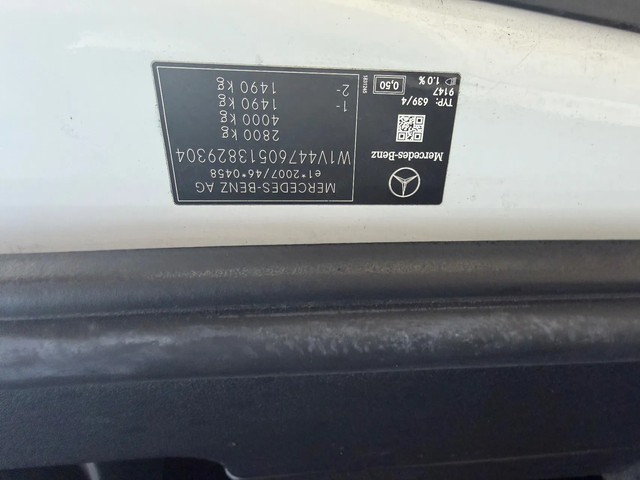 MERCEDES-BENZ AG
e1*2007/46*0458
W1V44760513829304
2800 kg
4000 kg
1- 1490 kg
2- 1490 kg
Mercedes-Benz
TYP: 639/4
9147
0,50 1.0 %